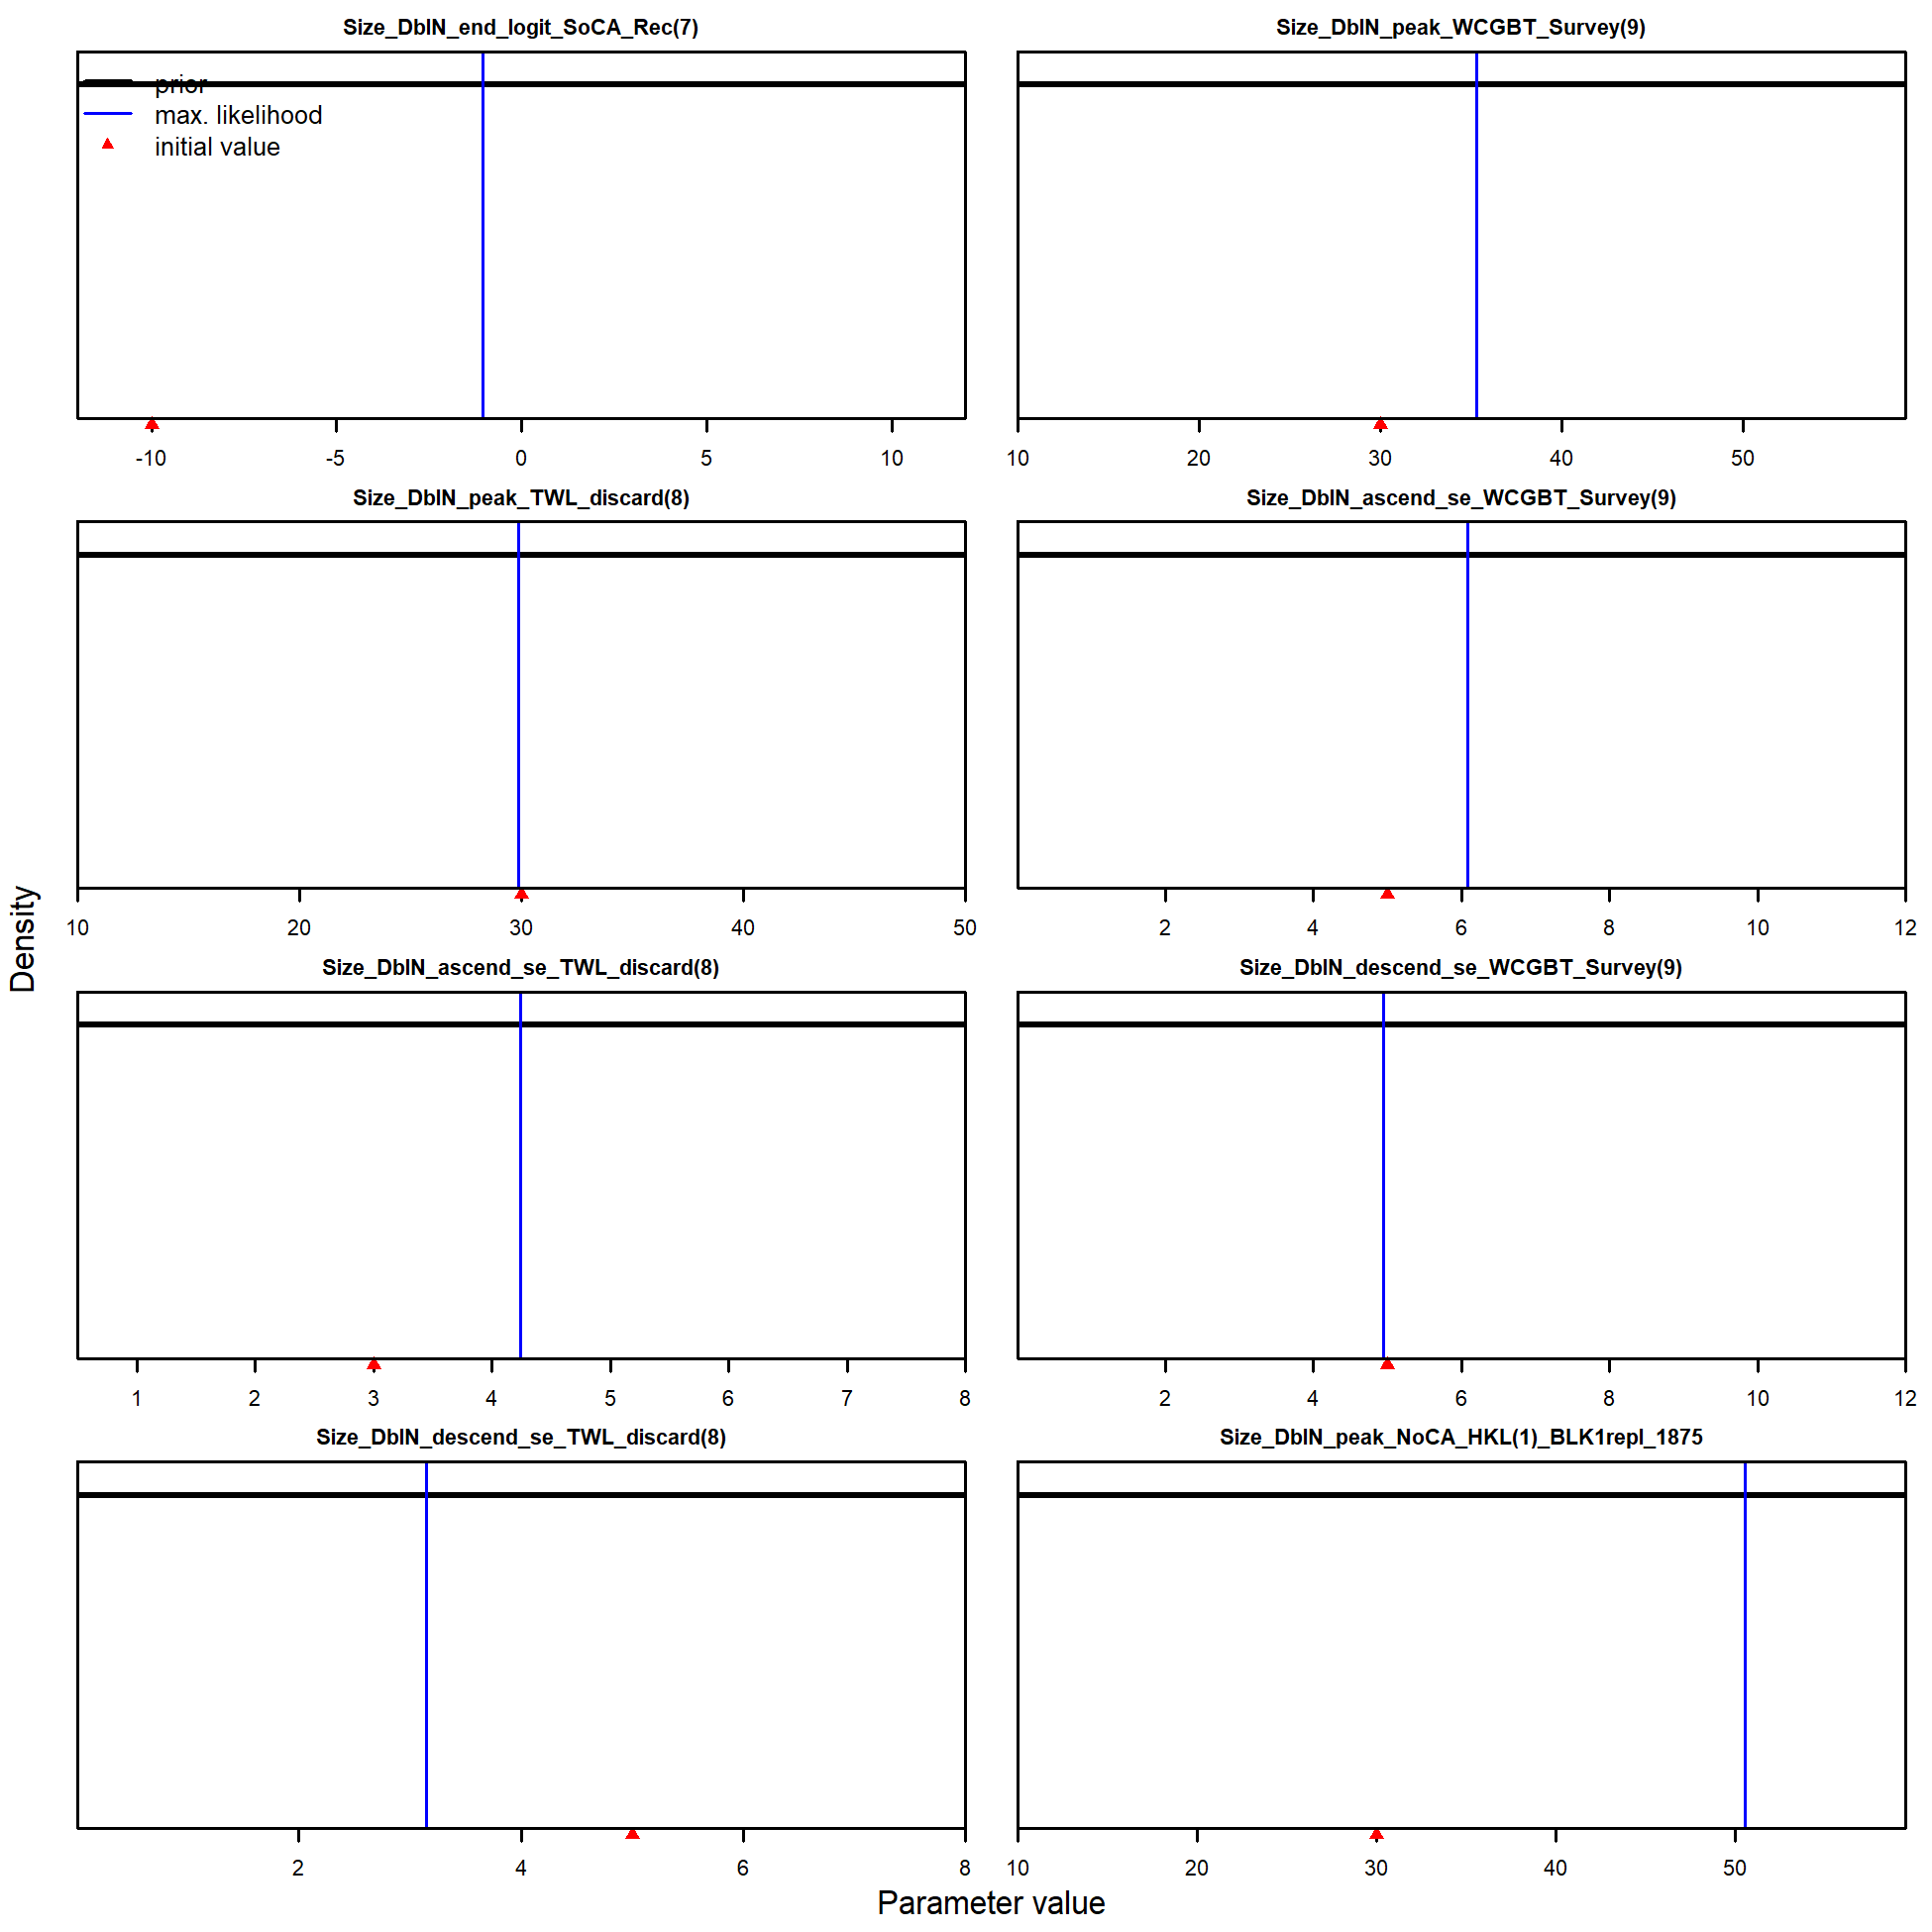 Size_DblN_end_logit_SoCA_Rec(7)
prior
max. likelihood
initial value
-10 -5 0 5 10
Size_DblN_peak_WCGBT_Survey(9)
10 20 30 40 50
Size_DblN_peak_TWL_discard(8)
10 20 30 40 50
Size_DblN_ascend_se_WCGBT_Survey(9)
2 4 6 8 10 12
Size_DblN_ascend_se_TWL_discard(8)
1 2 3 4 5 6 7 8
Size_DblN_descend_se_WCGBT_Survey(9)
2 4 6 8 10 12
Size_DblN_descend_se_TWL_discard(8)
2 4 6 8
Size_DblN_peak_NoCA_HKL(1)_BLK1repl_1875
10 20 30 40 50
Density
Parameter value